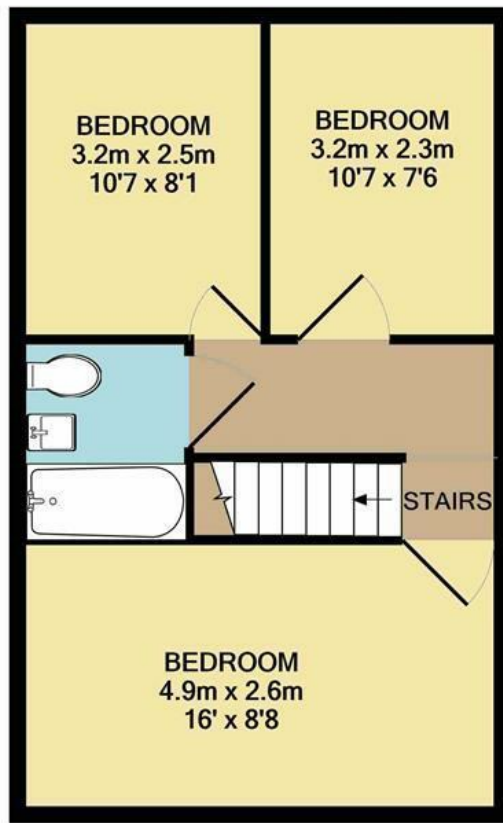 BEDROOM
3.2m x 2.5m
10'7 x 8'1
BEDROOM
3.2m x 2.3m
10'7 x 7'6
STAIRS
BEDROOM
4.9m x 2.6m
16' x 8'8